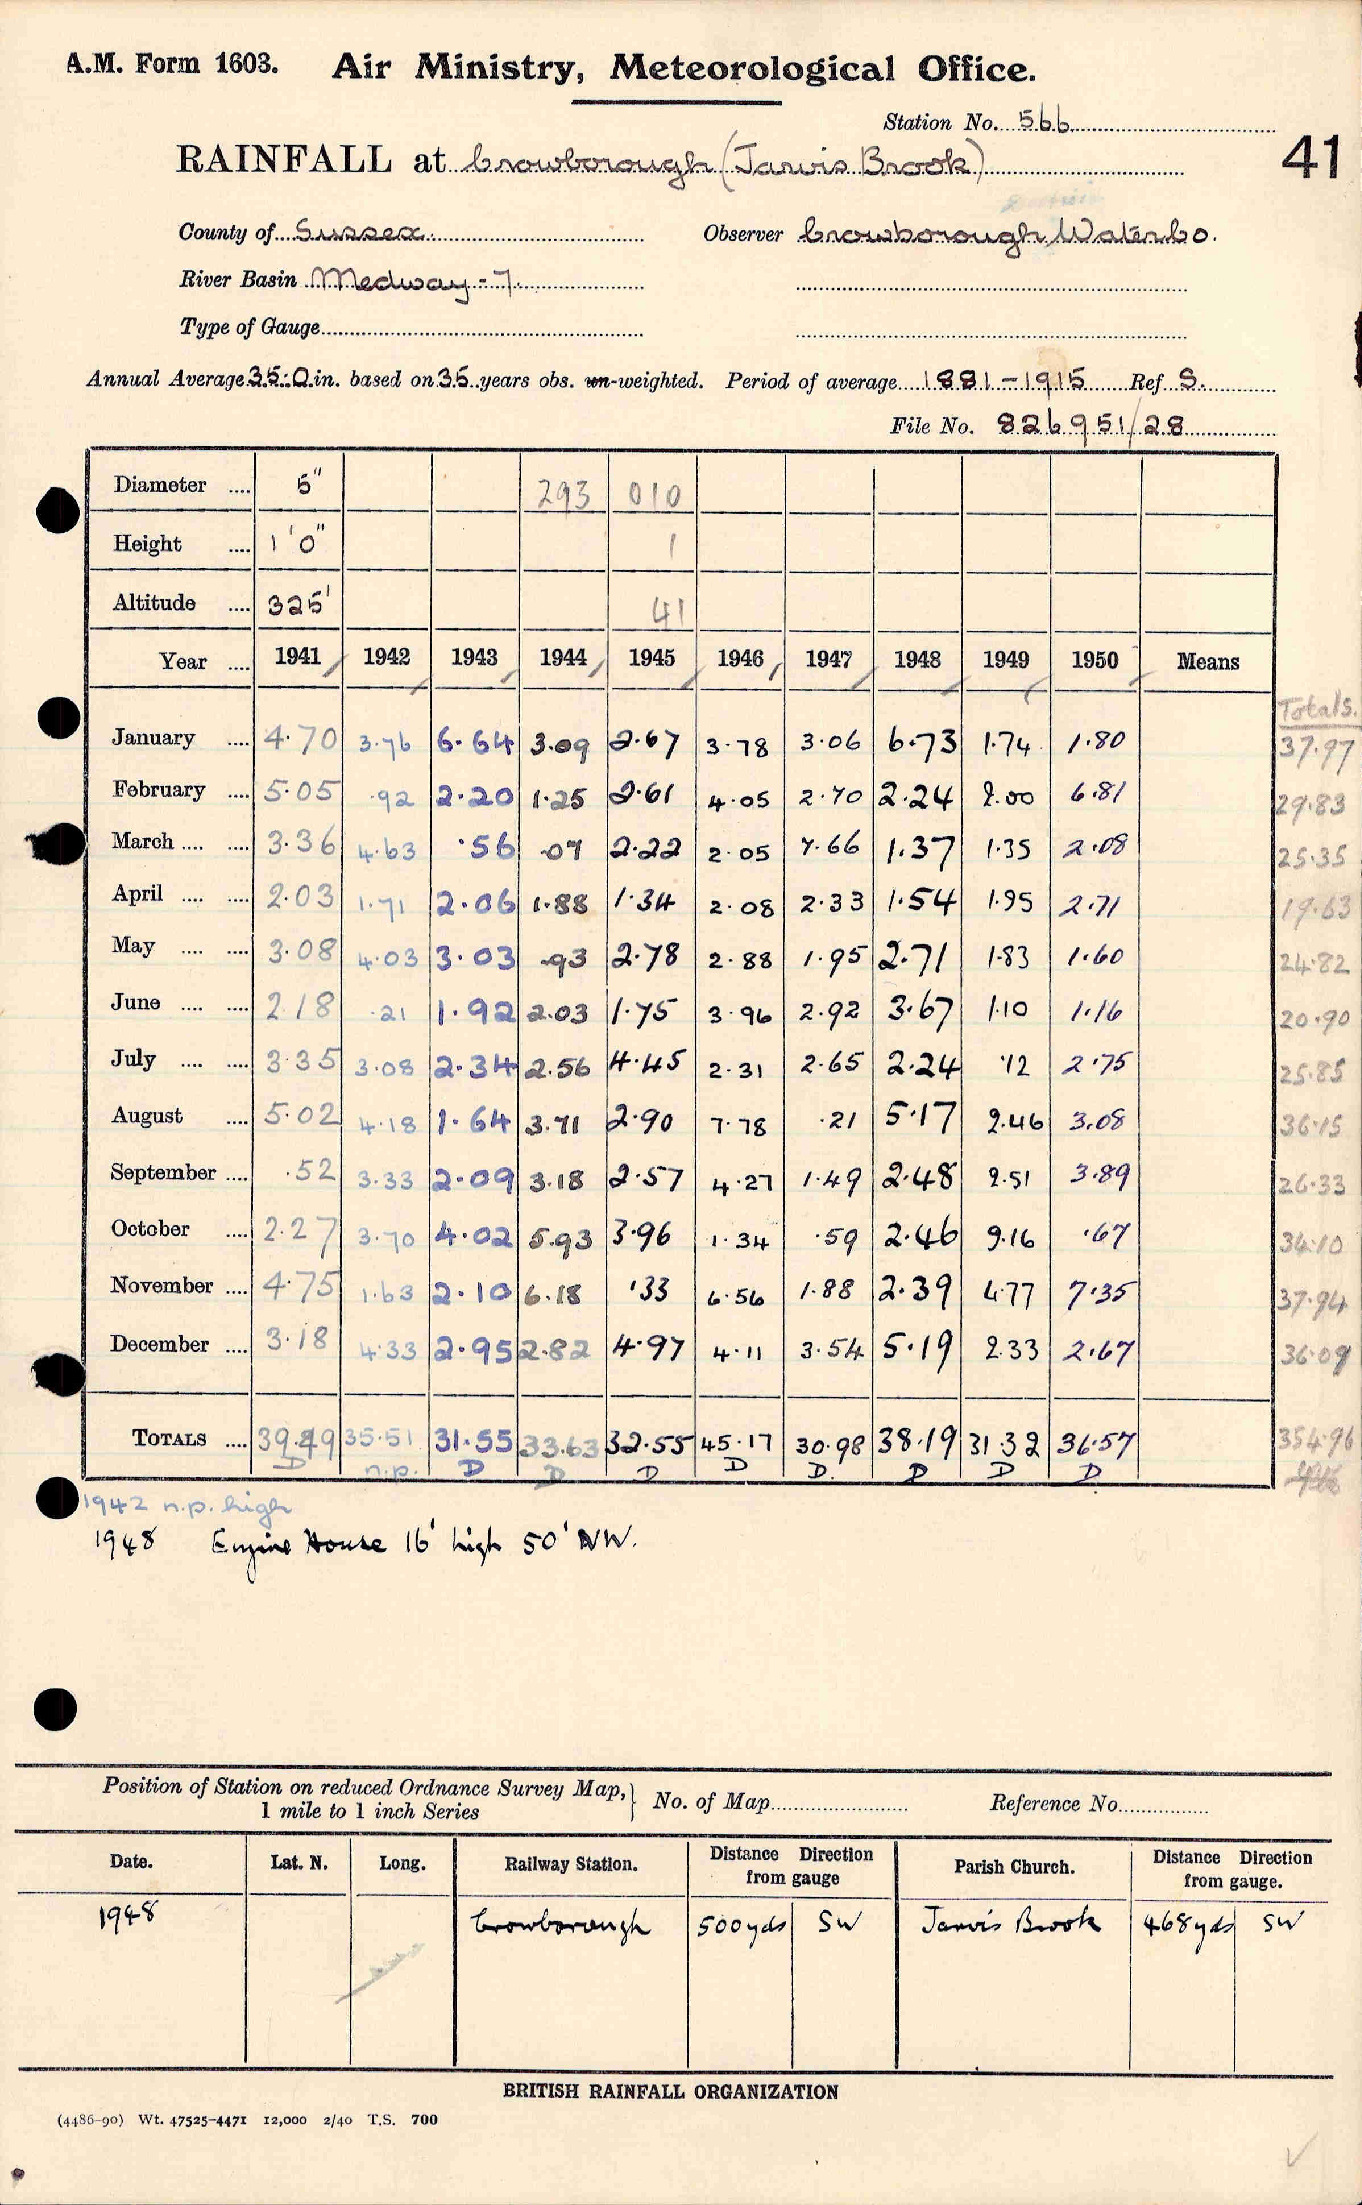 A.M. Form 1603. Air Ministry, Meteorological Office.
Station No. 566
41
RAINFALL at Crowborough (Jarvis Brook)
District
County of Sussex. Observer Crowborough Water Co.
River Basin Medway - 7.
Type of Gauge
Annual Average 35.0 in. based on 35 years obs. un-weighted. Period of average 1881-1915 Ref S.
File No. 826951/28
Diameter .... 5" 293 010
Height .... 1'0" 1
Altitude .... 325' 41
Year .... 1941 1942 1943 1944 1945 1946 1947 1948 1949 1950 Means
Totals.
January .... 4.70 3.76 6.64 3.09 2.67 3.78 3.06 6.73 1.74 1.80 37.97
February .... 5.05 .92 2.20 1.25 2.61 4.05 2.70 2.24 2.00 6.81 29.83
March .... .... 3.36 4.63 .56 .07 2.22 2.05 7.66 1.37 1.35 2.08 25.35
April .... .... 2.03 1.71 2.06 1.88 1.34 2.08 2.33 1.54 1.95 2.71 19.63
May .... .... 3.08 4.03 3.03 .93 2.78 2.88 1.95 2.71 1.83 1.60 24.82
June .... .... 2.18 .21 1.92 2.03 1.75 3.96 2.92 3.67 1.10 1.16 20.90
July .... .... 3.35 3.08 2.34 2.56 4.45 2.31 2.65 2.24 .12 2.75 25.85
August .... 5.02 4.18 1.64 3.71 2.90 7.78 .21 5.17 2.46 3.08 36.15
September .... .52 3.33 2.09 3.18 2.57 4.27 1.49 2.48 2.51 3.89 26.33
October .... 2.27 3.70 4.02 5.93 3.96 1.34 .59 2.46 9.16 .67 34.10
November .... 4.75 1.63 2.10 6.18 .33 6.56 1.88 2.39 4.77 7.35 37.94
December .... 3.18 4.33 2.95 2.82 4.97 4.11 3.54 5.19 2.33 2.67 36.09
TOTALS .... 39.49 35.51 31.55 33.63 32.55 45.17 30.98 38.19 31.32 36.57 354.96
D n.p. D D D D D. D D D
1942 n.p. high
1948 Engine House 16' high 50' NW.
Position of Station on reduced Ordnance Survey Map, 1 mile to 1 inch Series } No. of Map Reference No.
Date. Lat. N. Long. Railway Station. Distance Direction from gauge Parish Church. Distance Direction from gauge.
1948 Crowborough 500yds SW Jarvis Brook 468yds SW
BRITISH RAINFALL ORGANIZATION
(4486-90) Wt. 47525-4471 12,000 2/40 T.S. 700